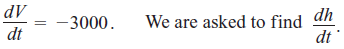 dV/dt = −3000. We are asked to find dh/dt.